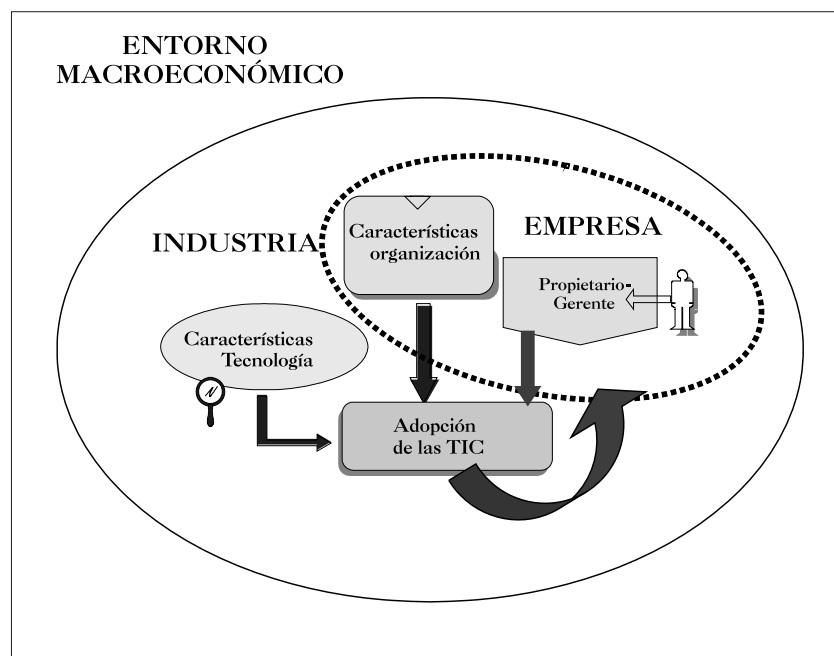 ENTORNO
MACROECONÓMICO
INDUSTRIA
Características
organización
EMPRESA
Propietario-
Gerente
Características
Tecnología
Adopción
de las TIC